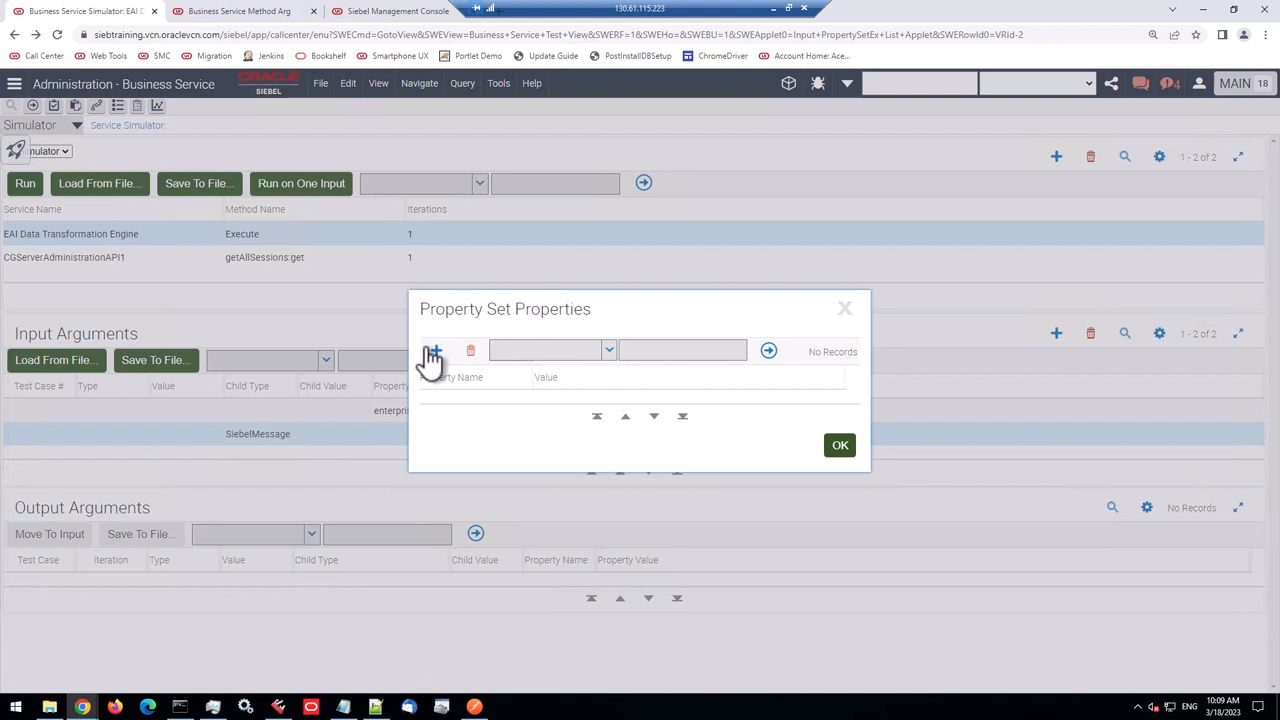 Business Service Simulator: EAI D
Business Service Method Arg
Siebel Management Console
130.61.115.223
siebtraining.vcn.oraclevcn.com/siebel/app/callcenter/enu?SWECmd=GotoView&SWEView=Business+Service+Test+View&SWERF=1&SWEHo=&SWEBU=1&SWEApplet0=Input+PropertySetEx+List+Applet&SWERowId0=VRId-2
Call Center
Web Tools
SMC
Migration
Jenkins
Bookshelf
Smartphone UX
Portlet Demo
Update Guide
PostInstallDBSetup
ChromeDriver
Account Home: Ace...
Administration - Business Service
ORACLE
SIEBEL
File
Edit
View
Navigate
Query
Tools
Help
4
MAIN 18
Simulator
Service Simulator:
mulator
1 - 2 of 2
Run
Load From File...
Save To File...
Run on One Input
Service Name
Method Name
Iterations
EAI Data Transformation Engine
Execute
1
CGServerAdministrationAPI1
getAllSessions:get
1
Property Set Properties
X
Input Arguments
1 - 2 of 2
Load From File...
Save To File...
No Records
Test Case #
Type
Value
Child Type
Child Value
Value
enterpris
SiebelMessage
OK
Output Arguments
No Records
Move To Input
Save To File...
Test Case
Iteration
Type
Value
Child Type
Child Value
Property Name
Property Value
10:09 AM
3/18/2023